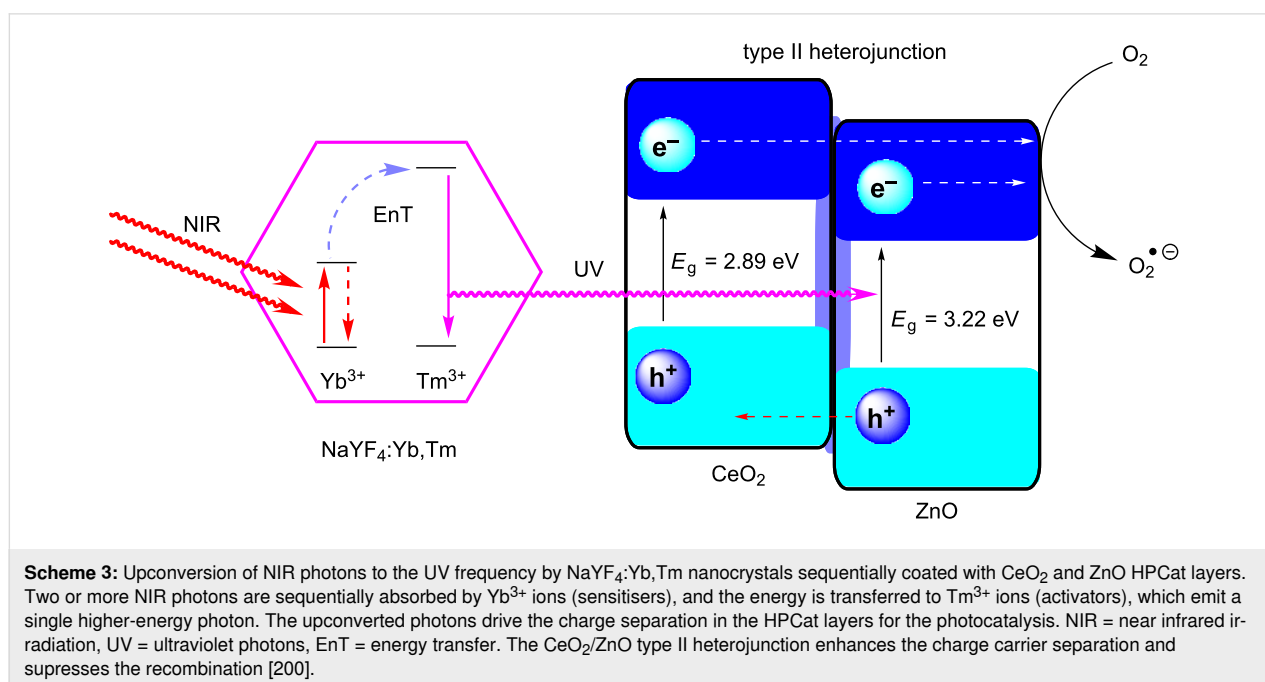 type II heterojunction
O₂
e⁻
e⁻
NIR
EnT
UV
E_g = 2.89 eV
O₂•⊖
E_g = 3.22 eV
Yb³⁺
Tm³⁺
h⁺
h⁺
NaYF₄:Yb,Tm
CeO₂
ZnO
Scheme 3: Upconversion of NIR photons to the UV frequency by NaYF₄:Yb,Tm nanocrystals sequentially coated with CeO₂ and ZnO HPCat layers.
Two or more NIR photons are sequentially absorbed by Yb³⁺ ions (sensitisers), and the energy is transferred to Tm³⁺ ions (activators), which emit a
single higher-energy photon. The upconverted photons drive the charge separation in the HPCat layers for the photocatalysis. NIR = near infrared ir-
radiation, UV = ultraviolet photons, EnT = energy transfer. The CeO₂/ZnO type II heterojunction enhances the charge carrier separation and
supresses the recombination [200].